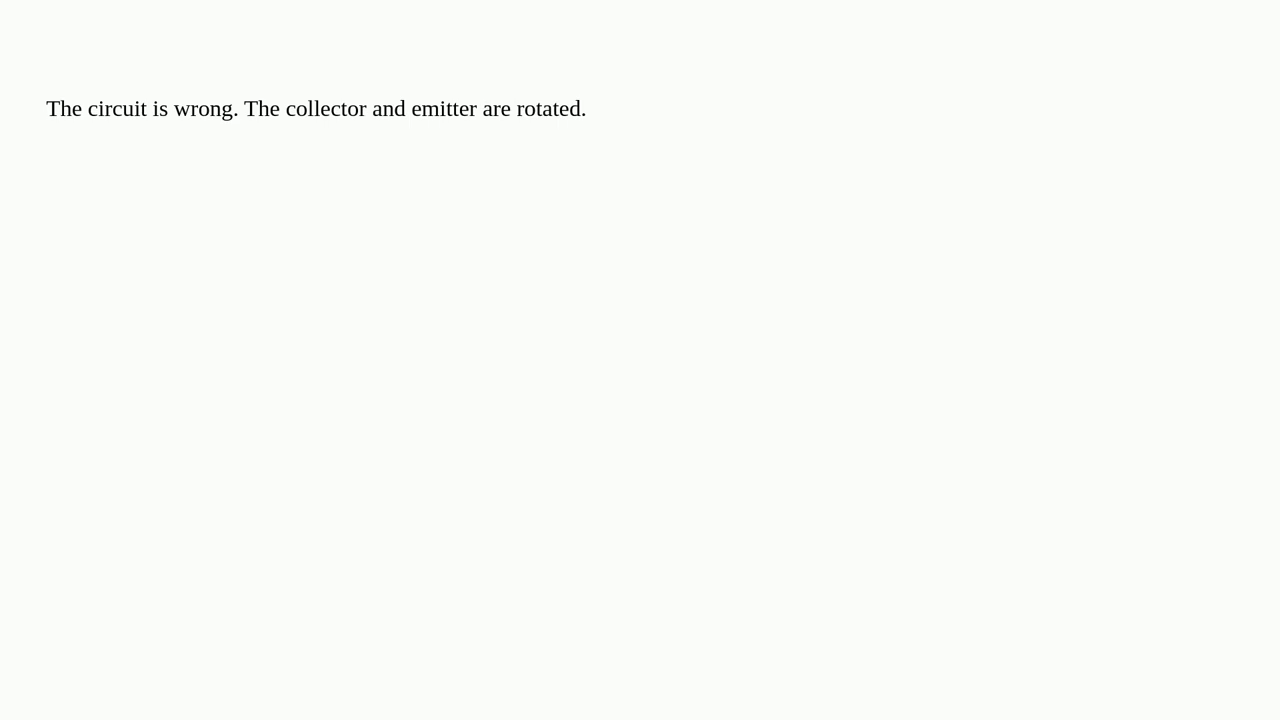 The circuit is wrong. The collector and emitter are rotated.